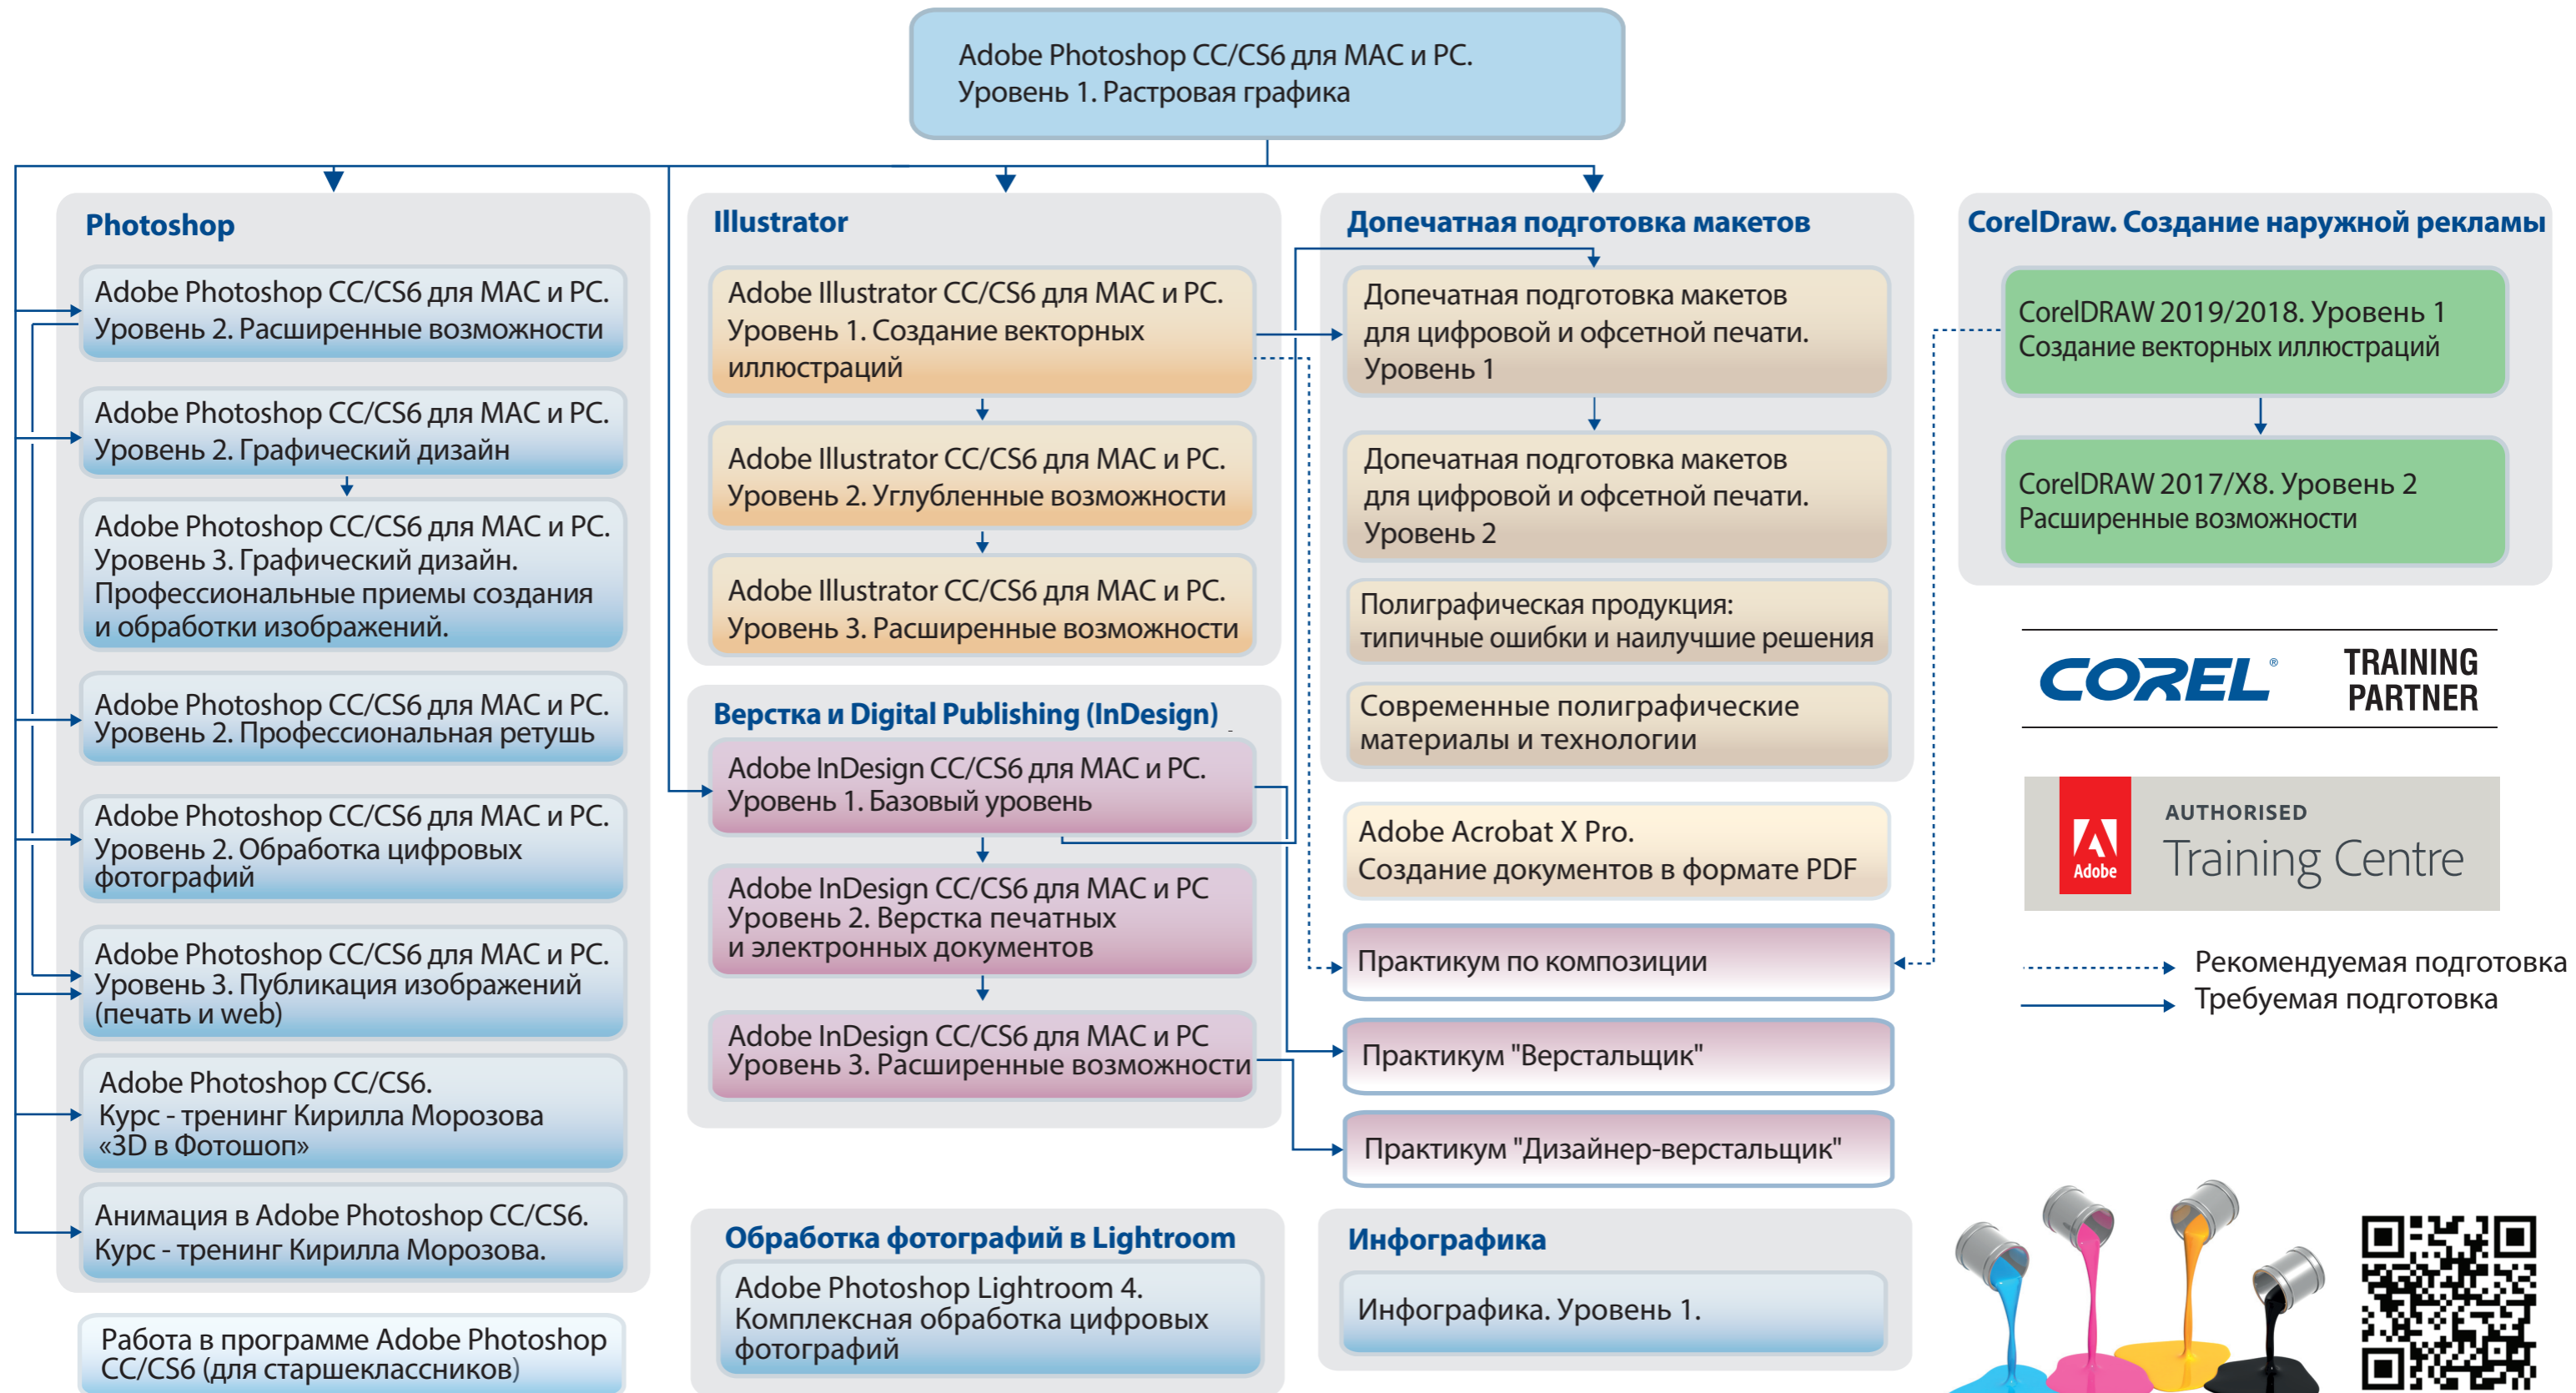 Adobe Photoshop CC/CS6 для MAC и PC.
Уровень 1. Растровая графика
Photoshop
Adobe Photoshop CC/CS6 для MAC и PC.
Уровень 2. Расширенные возможности
Adobe Photoshop CC/CS6 для MAC и PC.
Уровень 2. Графический дизайн
Adobe Photoshop CC/CS6 для MAC и PC.
Уровень 3. Графический дизайн.
Профессиональные приемы создания
и обработки изображений.
Adobe Photoshop CC/CS6 для MAC и PC.
Уровень 2. Профессиональная ретушь
Adobe Photoshop CC/CS6 для MAC и PC.
Уровень 2. Обработка цифровых
фотографий
Adobe Photoshop CC/CS6 для MAC и PC.
Уровень 3. Публикация изображений
(печать и web)
Adobe Photoshop CC/CS6.
Курс - тренинг Кирилла Морозова
«3D в Фотошоп»
Анимация в Adobe Photoshop CC/CS6.
Курс - тренинг Кирилла Морозова.
Работа в программе Adobe Photoshop
CC/CS6 (для старшеклассников)
Illustrator
Adobe Illustrator CC/CS6 для MAC и PC.
Уровень 1. Создание векторных
иллюстраций
Adobe Illustrator CC/CS6 для MAC и PC.
Уровень 2. Углубленные возможности
Adobe Illustrator CC/CS6 для MAC и PC.
Уровень 3. Расширенные возможности
Верстка и Digital Publishing (InDesign)
Adobe InDesign CC/CS6 для MAC и PC.
Уровень 1. Базовый уровень
Adobe InDesign CC/CS6 для MAC и PC
Уровень 2. Верстка печатных
и электронных документов
Adobe InDesign CC/CS6 для MAC и PC
Уровень 3. Расширенные возможности
Обработка фотографий в Lightroom
Adobe Photoshop Lightroom 4.
Комплексная обработка цифровых
фотографий
Допечатная подготовка макетов
Допечатная подготовка макетов
для цифровой и офсетной печати.
Уровень 1
Допечатная подготовка макетов
для цифровой и офсетной печати.
Уровень 2
Полиграфическая продукция:
типичные ошибки и наилучшие решения
Современные полиграфические
материалы и технологии
Adobe Acrobat X Pro.
Создание документов в формате PDF
Практикум по композиции
Практикум "Верстальщик"
Практикум "Дизайнер-верстальщик"
Инфографика
Инфографика. Уровень 1.
CorelDraw. Создание наружной рекламы
CorelDRAW 2019/2018. Уровень 1
Создание векторных иллюстраций
CorelDRAW 2017/X8. Уровень 2
Расширенные возможности
COREL®
TRAINING
PARTNER
Adobe
AUTHORISED
Training Centre
Рекомендуемая подготовка
Требуемая подготовка